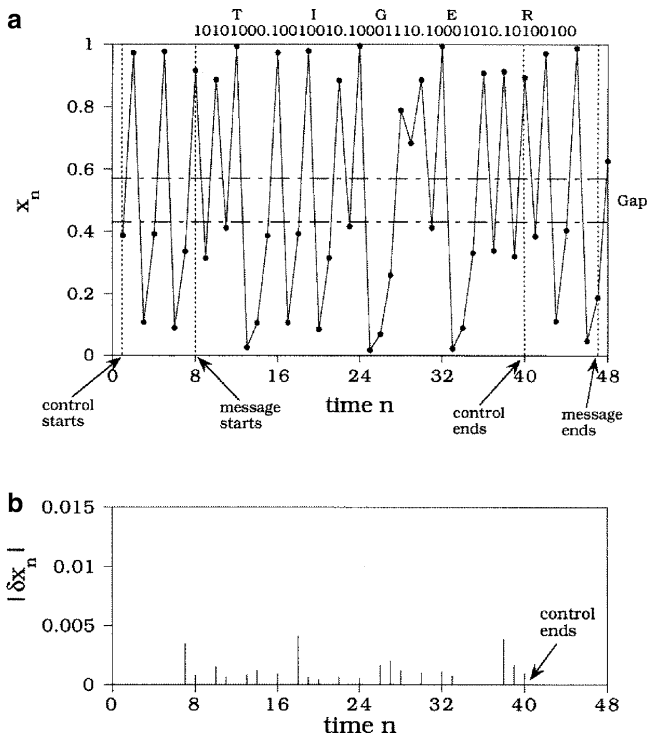 a
T I G E R
10101000.10010010.10001110.10001010.10100100
1
0.8
0.6
0.4
0.2
0
x_n
Gap
0 8 16 24 32 40 48
control starts
message starts
time n
control ends
message ends
b
0.015
0.01
0.005
0
|δx_n|
control ends
0 8 16 24 32 40 48
time n